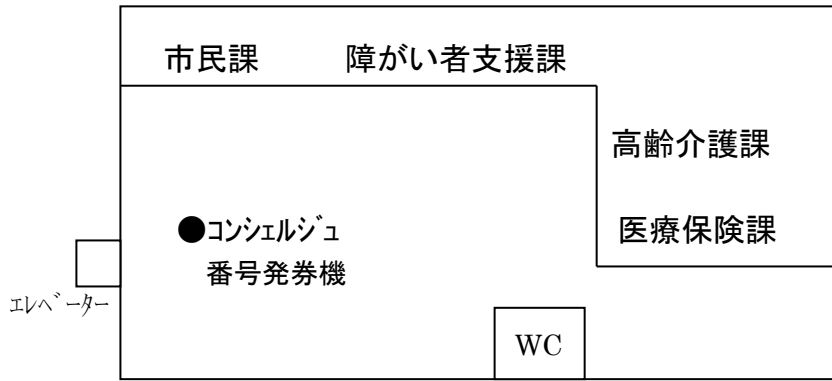 市民課　障がい者支援課
高齢介護課
医療保険課
●コンシェルジュ
番号発券機
エレベーター
WC